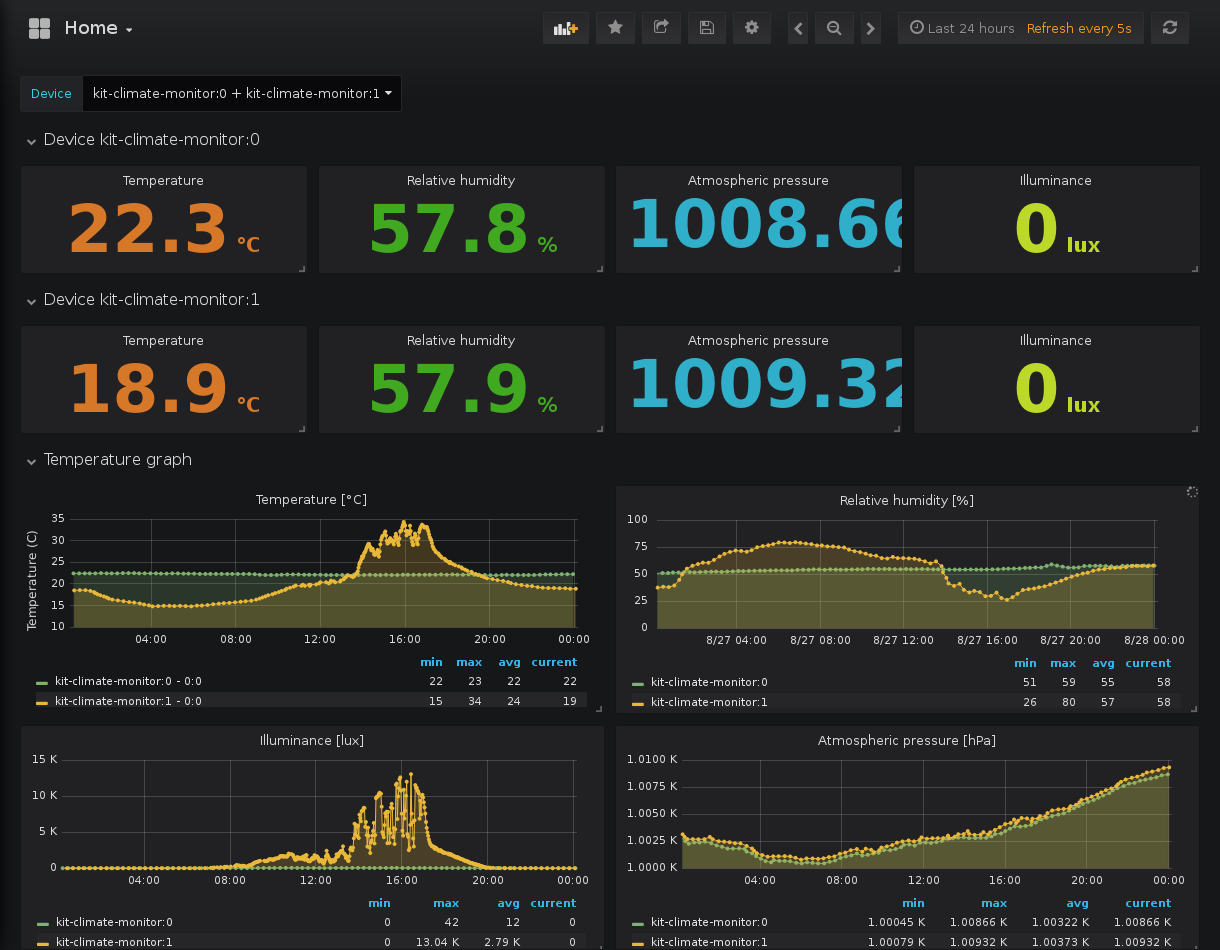 Home
Last 24 hours Refresh every 5s
Device kit-climate-monitor:0 + kit-climate-monitor:1
Device kit-climate-monitor:0
Temperature Relative humidity Atmospheric pressure Illuminance
22.3 °C 57.8 % 1008.66 0 lux
Device kit-climate-monitor:1
Temperature Relative humidity Atmospheric pressure Illuminance
18.9 °C 57.9 % 1009.32 0 lux
Temperature graph
Temperature [°C]
Temperature (C)
35
30
25
20
15
10
04:00 08:00 12:00 16:00 20:00 00:00
min max avg current
kit-climate-monitor:0 - 0:0 22 23 22 22
kit-climate-monitor:1 - 0:0 15 34 24 19
Relative humidity [%]
100
75
50
25
0
8/27 04:00 8/27 08:00 8/27 12:00 8/27 16:00 8/27 20:00 8/28 00:00
min max avg current
kit-climate-monitor:0 51 59 55 58
kit-climate-monitor:1 26 80 57 58
Illuminance [lux]
15 K
10 K
5 K
0
04:00 08:00 12:00 16:00 20:00 00:00
min max avg current
kit-climate-monitor:0 0 42 12 0
kit-climate-monitor:1 0 13.04 K 2.79 K 0
Atmospheric pressure [hPa]
1.0100 K
1.0075 K
1.0050 K
1.0025 K
1.0000 K
04:00 08:00 12:00 16:00 20:00 00:00
min max avg current
kit-climate-monitor:0 1.00045 K 1.00866 K 1.00322 K 1.00866 K
kit-climate-monitor:1 1.00079 K 1.00932 K 1.00373 K 1.00932 K